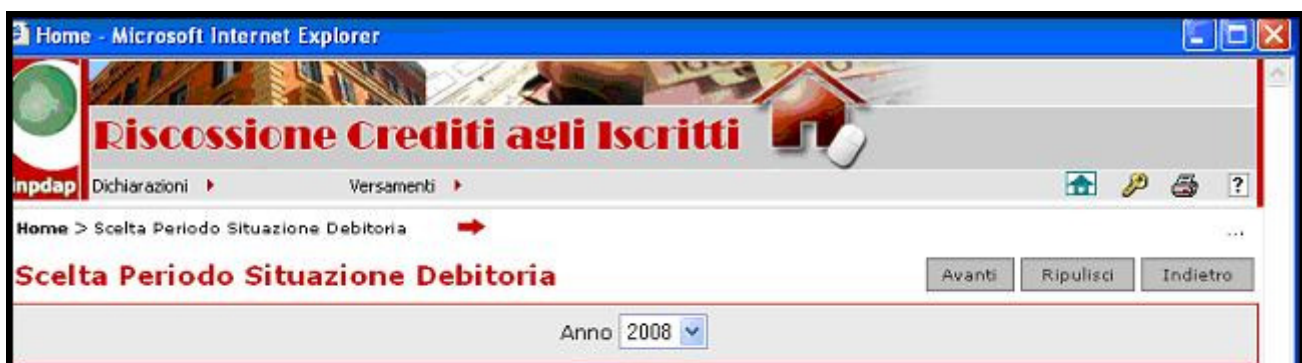 Home - Microsoft Internet Explorer
Riscossione Crediti agli Iscritti
inpdap Dichiarazioni Versamenti ?
Home > Scelta Periodo Situazione Debitoria ...
Scelta Periodo Situazione Debitoria Avanti Ripulisci Indietro
Anno 2008